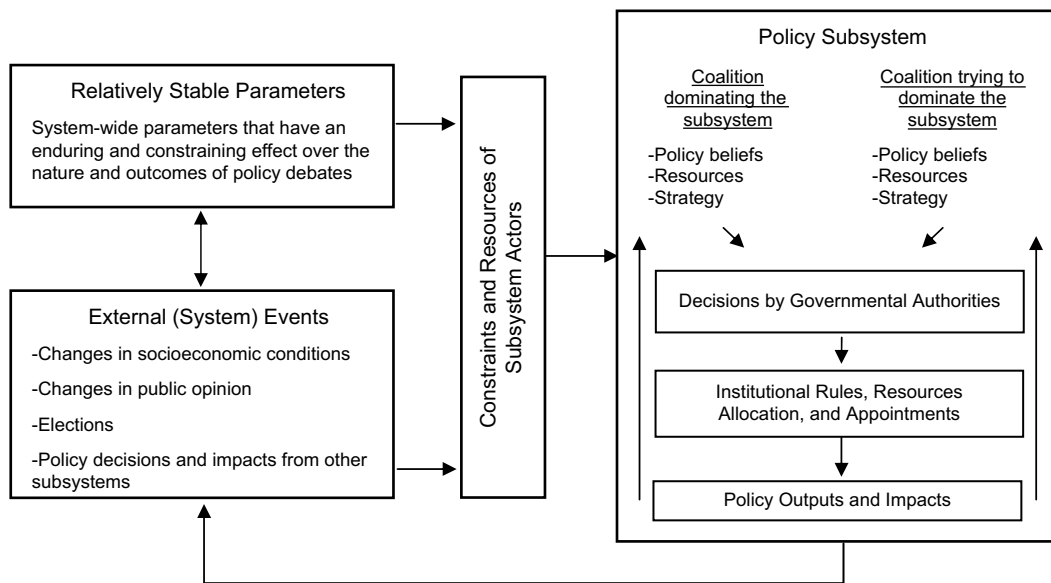 Relatively Stable Parameters
System-wide parameters that have an
enduring and constraining effect over the
nature and outcomes of policy debates
External (System) Events
-Changes in socioeconomic conditions
-Changes in public opinion
-Elections
-Policy decisions and impacts from other
subsystems
Constraints and Resources of
Subsystem Actors
Policy Subsystem
Coalition
dominating the
subsystem
-Policy beliefs
-Resources
-Strategy
Coalition trying to
dominate the
subsystem
-Policy beliefs
-Resources
-Strategy
Decisions by Governmental Authorities
Institutional Rules, Resources
Allocation, and Appointments
Policy Outputs and Impacts